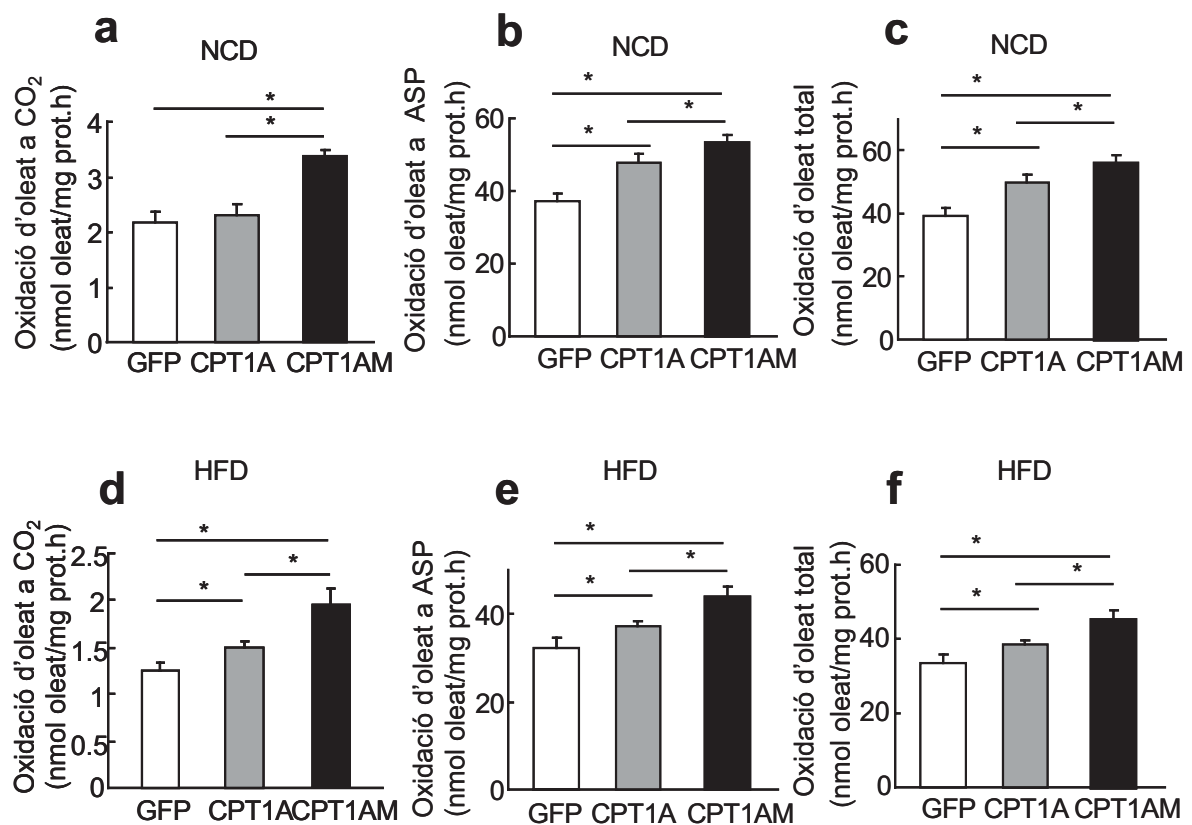 a
NCD
Oxidació d’oleat a CO2
(nmol oleat/mg prot.h)
4
3
2
1
0
*
*
GFP CPT1A CPT1AM
b
NCD
Oxidació d’oleat a ASP
(nmol oleat/mg prot.h)
60
40
20
0
*
*
*
GFP CPT1A CPT1AM
c
NCD
Oxidació d’oleat total
(nmol oleat/mg prot.h)
60
40
20
0
*
*
*
GFP CPT1A CPT1AM
d
HFD
Oxidació d’oleat a CO2
(nmol oleat/mg prot.h)
2.5
2
1.5
1
0.5
0
*
*
*
GFP CPT1A CPT1AM
e
HFD
Oxidació d’oleat a ASP
(nmol oleat/mg prot.h)
40
20
0
*
*
*
GFP CPT1A CPT1AM
f
HFD
Oxidació d’oleat total
(nmol oleat/mg prot.h)
60
40
20
0
*
*
*
GFP CPT1A CPT1AM